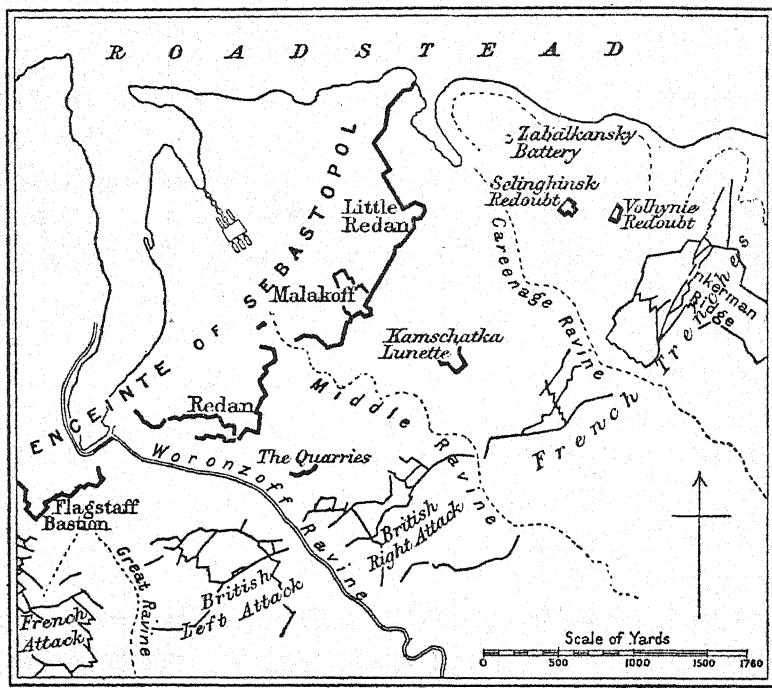 ROADSTEAD
Zabalkansky
Battery
Selinghinsk
Redoubt
Volhynie
Redoubt
Little
Redan
ENCEINTE OF SEBASTOPOL
Careenage Ravine
Inkerman
Ridge
Malakoff
Kamschatka
Lunette
French Trenches
Redan
Middle Ravine
The Quarries
Woronzoff Ravine
Flagstaff
Bastion
British
Right Attack
Great Ravine
British
Left Attack
French
Attack
Scale of Yards
0 500 1000 1500 1760